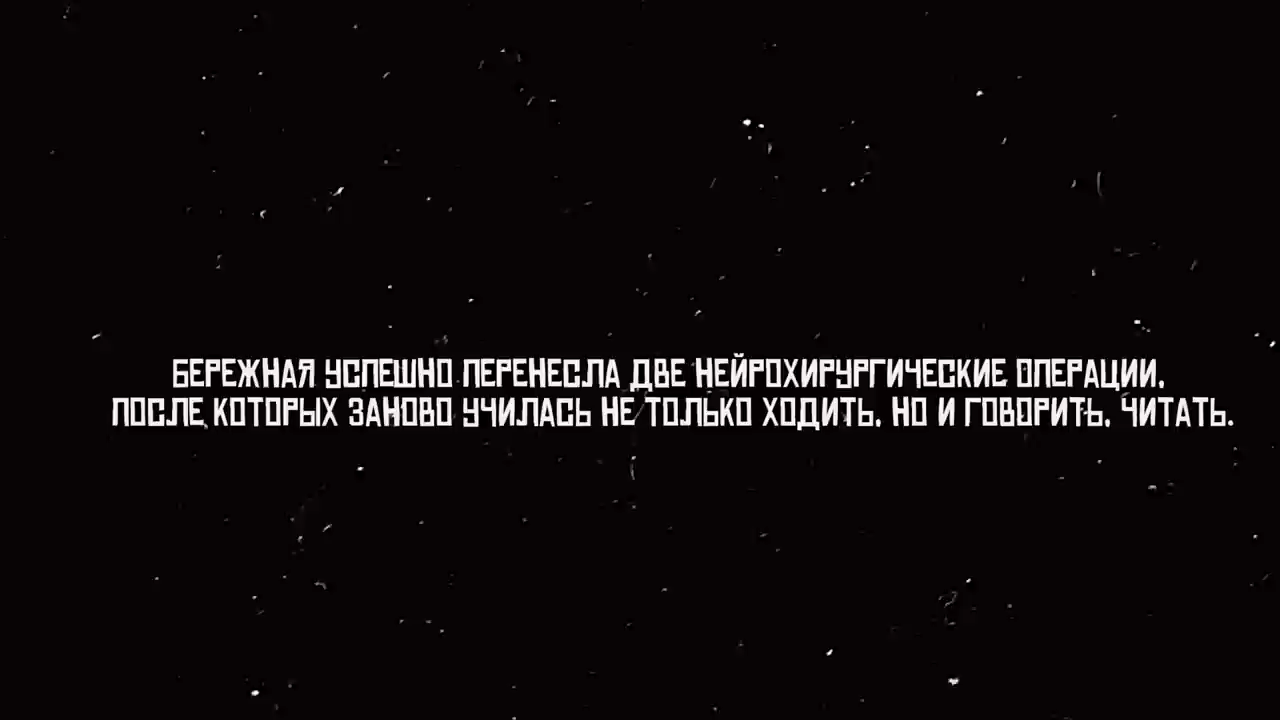 БЕРЕЖНАЯ УСПЕШНО ПЕРЕНЕСЛА ДВЕ НЕЙРОХИРУРГИЧЕСКИЕ ОПЕРАЦИИ,
ПОСЛЕ КОТОРЫХ ЗАНОВО УЧИЛАСЬ НЕ ТОЛЬКО ХОДИТЬ, НО И ГОВОРИТЬ, ЧИТАТЬ.